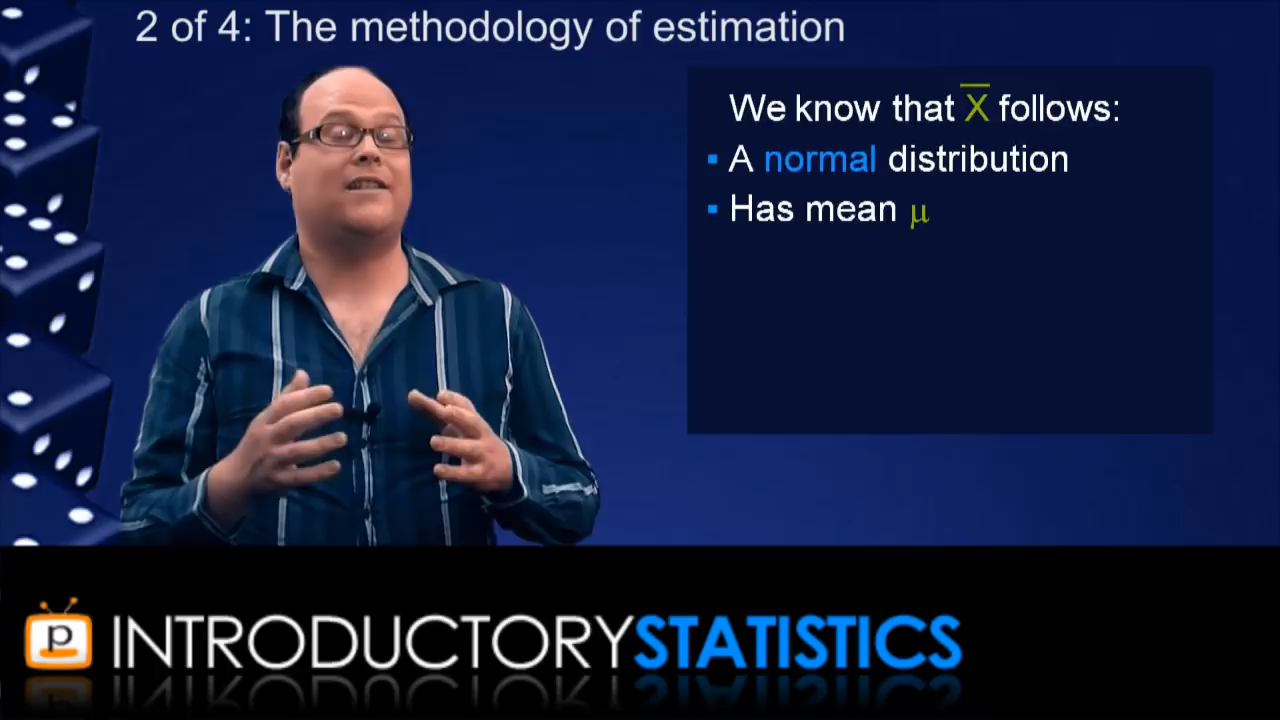 2 of 4: The methodology of estimation
We know that X̅ follows:
▪ A normal distribution
▪ Has mean μ
p INTRODUCTORYSTATISTICS